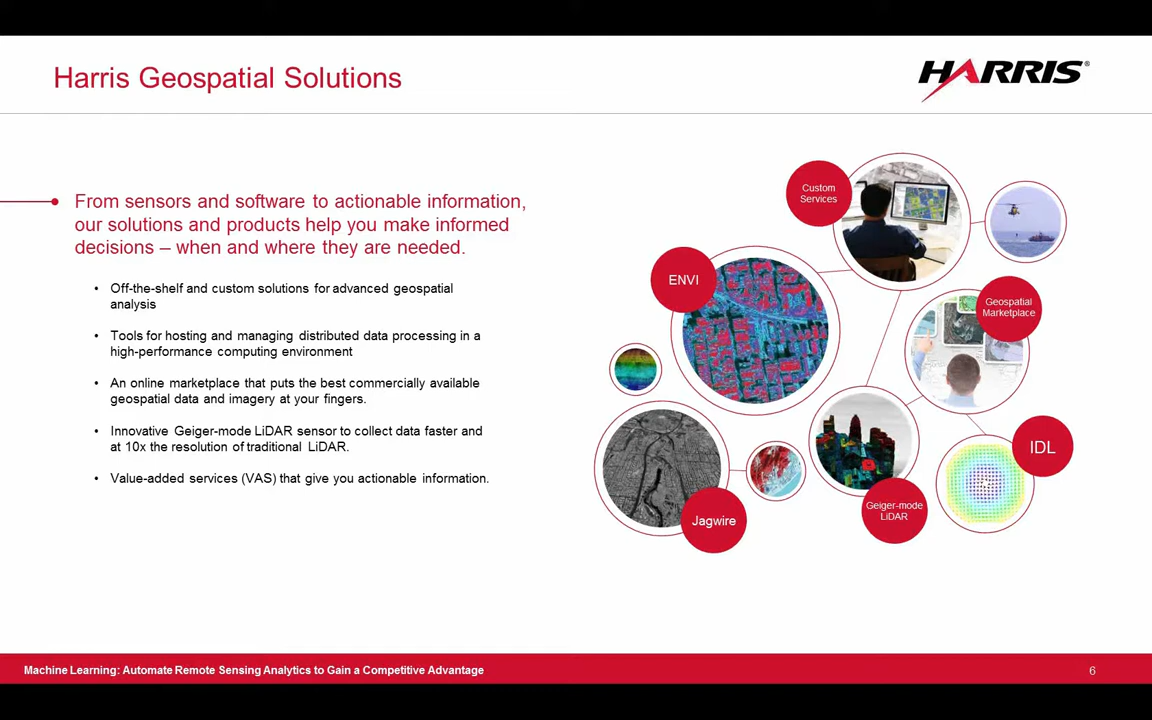 Harris Geospatial Solutions
HARRIS®
From sensors and software to actionable information,
our solutions and products help you make informed
decisions – when and where they are needed.
• Off-the-shelf and custom solutions for advanced geospatial
analysis
• Tools for hosting and managing distributed data processing in a
high-performance computing environment
• An online marketplace that puts the best commercially available
geospatial data and imagery at your fingers.
• Innovative Geiger-mode LiDAR sensor to collect data faster and
at 10x the resolution of traditional LiDAR.
• Value-added services (VAS) that give you actionable information.
Custom
Services
ENVI
Geospatial
Marketplace
IDL
Geiger-mode
LiDAR
Jagwire
Machine Learning: Automate Remote Sensing Analytics to Gain a Competitive Advantage
6